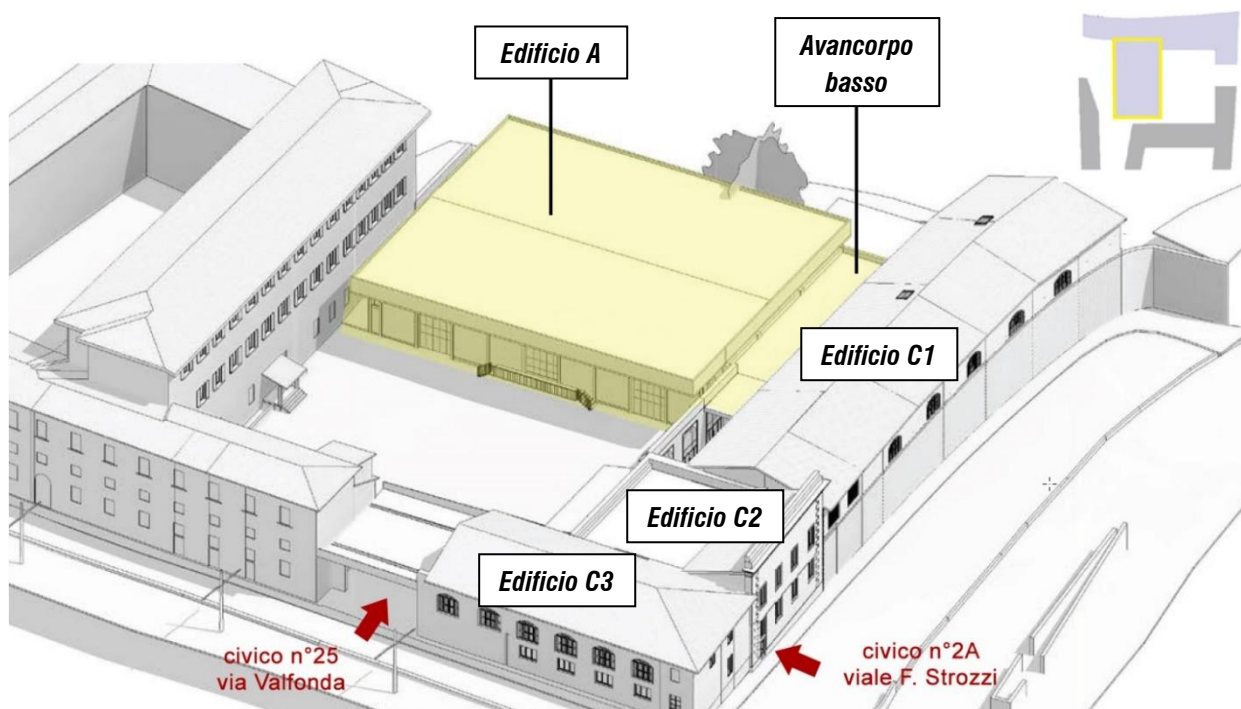 Edificio A
Avancorpo
basso
Edificio C1
Edificio C2
Edificio C3
civico n°25
via Valfonda
civico n°2A
viale F. Strozzi